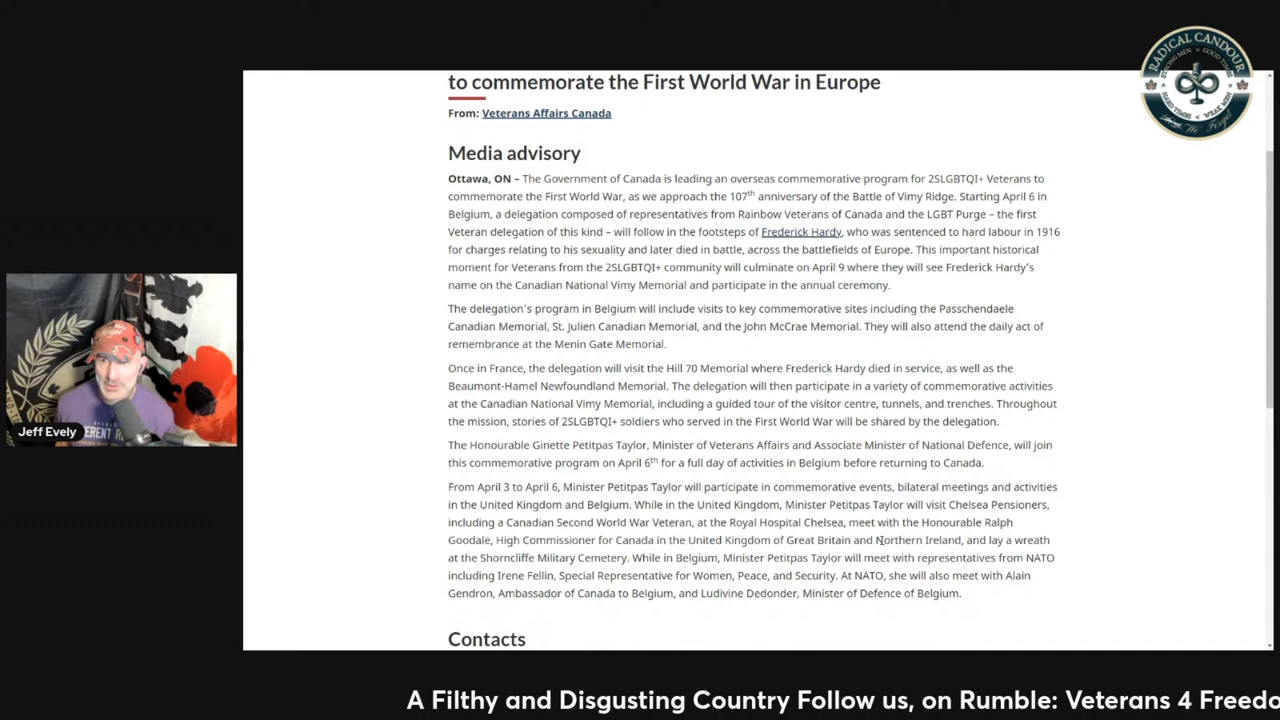 RADICAL CANDOUR
STRONG MEN > GOOD TIMES
HARD TIMES < WEAK MEN
We Forget
to commemorate the First World War in Europe
From: Veterans Affairs Canada
Media advisory
Ottawa, ON – The Government of Canada is leading an overseas commemorative program for 2SLGBTQI+ Veterans to
commemorate the First World War, as we approach the 107th anniversary of the Battle of Vimy Ridge. Starting April 6 in
Belgium, a delegation composed of representatives from Rainbow Veterans of Canada and the LGBT Purge – the first
Veteran delegation of this kind – will follow in the footsteps of Frederick Hardy, who was sentenced to hard labour in 1916
for charges relating to his sexuality and later died in battle, across the battlefields of Europe. This important historical
moment for Veterans from the 2SLGBTQI+ community will culminate on April 9 where they will see Frederick Hardy's
name on the Canadian National Vimy Memorial and participate in the annual ceremony.
The delegation's program in Belgium will include visits to key commemorative sites including the Passchendaele
Canadian Memorial, St. Julien Canadian Memorial, and the John McCrae Memorial. They will also attend the daily act of
remembrance at the Menin Gate Memorial.
Once in France, the delegation will visit the Hill 70 Memorial where Frederick Hardy died in service, as well as the
Beaumont-Hamel Newfoundland Memorial. The delegation will then participate in a variety of commemorative activities
at the Canadian National Vimy Memorial, including a guided tour of the visitor centre, tunnels, and trenches. Throughout
the mission, stories of 2SLGBTQI+ soldiers who served in the First World War will be shared by the delegation.
The Honourable Ginette Petitpas Taylor, Minister of Veterans Affairs and Associate Minister of National Defence, will join
this commemorative program on April 6th for a full day of activities in Belgium before returning to Canada.
From April 3 to April 6, Minister Petitpas Taylor will participate in commemorative events, bilateral meetings and activities
in the United Kingdom and Belgium. While in the United Kingdom, Minister Petitpas Taylor will visit Chelsea Pensioners,
including a Canadian Second World War Veteran, at the Royal Hospital Chelsea, meet with the Honourable Ralph
Goodale, High Commissioner for Canada in the United Kingdom of Great Britain and Northern Ireland, and lay a wreath
at the Shorncliffe Military Cemetery. While in Belgium, Minister Petitpas Taylor will meet with representatives from NATO
including Irene Fellin, Special Representative for Women, Peace, and Security. At NATO, she will also meet with Alain
Gendron, Ambassador of Canada to Belgium, and Ludivine Dedonder, Minister of Defence of Belgium.
Contacts
Jeff Evely
A Filthy and Disgusting Country Follow us, on Rumble: Veterans 4 Freedo